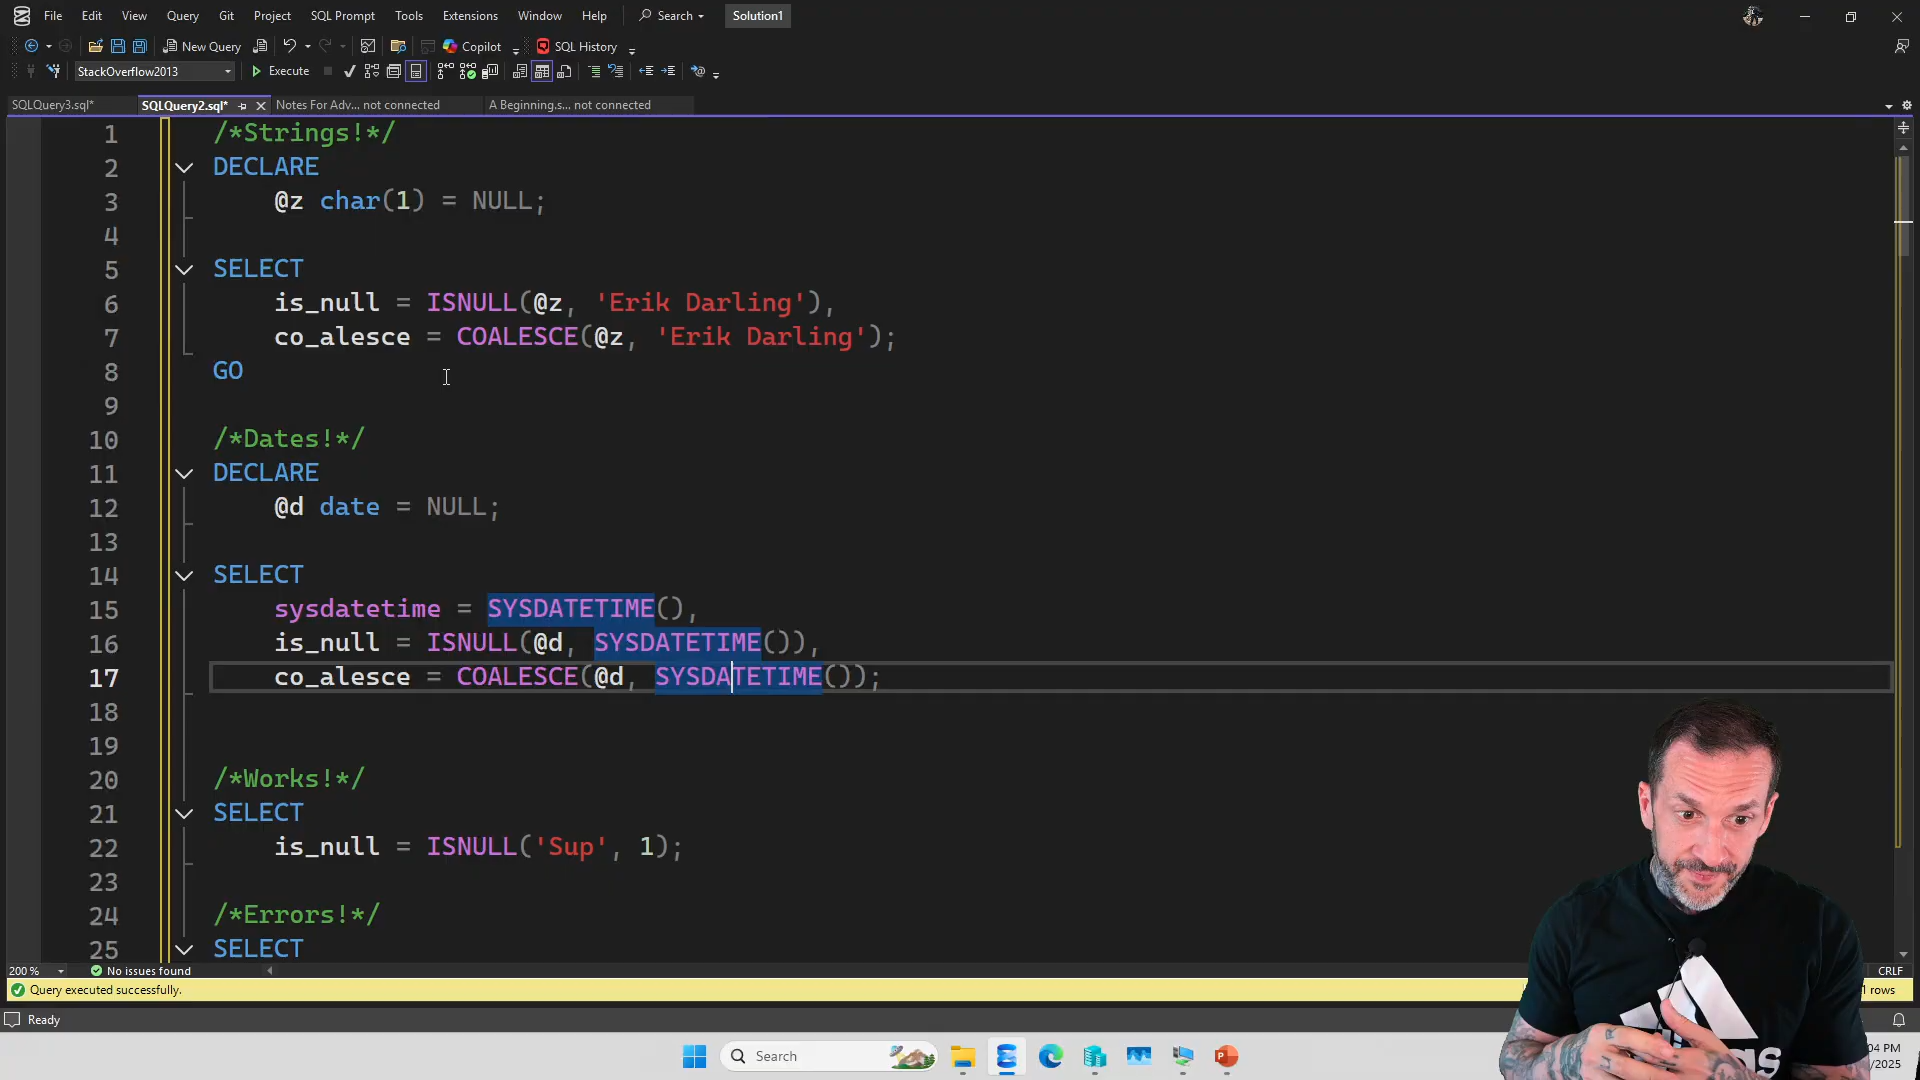 File Edit View Query Git Project SQL Prompt Tools Extensions Window Help Search Solution1
New Query Copilot SQL History
StackOverflow2013 Execute
SQLQuery3.sql* SQLQuery2.sql* Notes For Adv... not connected A Beginning.s... not connected
1 /*Strings!*/
2 DECLARE
3 @z char(1) = NULL;
4
5 SELECT
6 is_null = ISNULL(@z, 'Erik Darling'),
7 co_alesce = COALESCE(@z, 'Erik Darling');
8 GO
9
10 /*Dates!*/
11 DECLARE
12 @d date = NULL;
13
14 SELECT
15 sysdatetime = SYSDATETIME(),
16 is_null = ISNULL(@d, SYSDATETIME()),
17 co_alesce = COALESCE(@d, SYSDATETIME());
18
19
20 /*Works!*/
21 SELECT
22 is_null = ISNULL('Sup', 1);
23
24 /*Errors!*/
25 SELECT
200 % No issues found CRLF
Query executed successfully. 1 rows
Ready
Search
04 PM
/2025